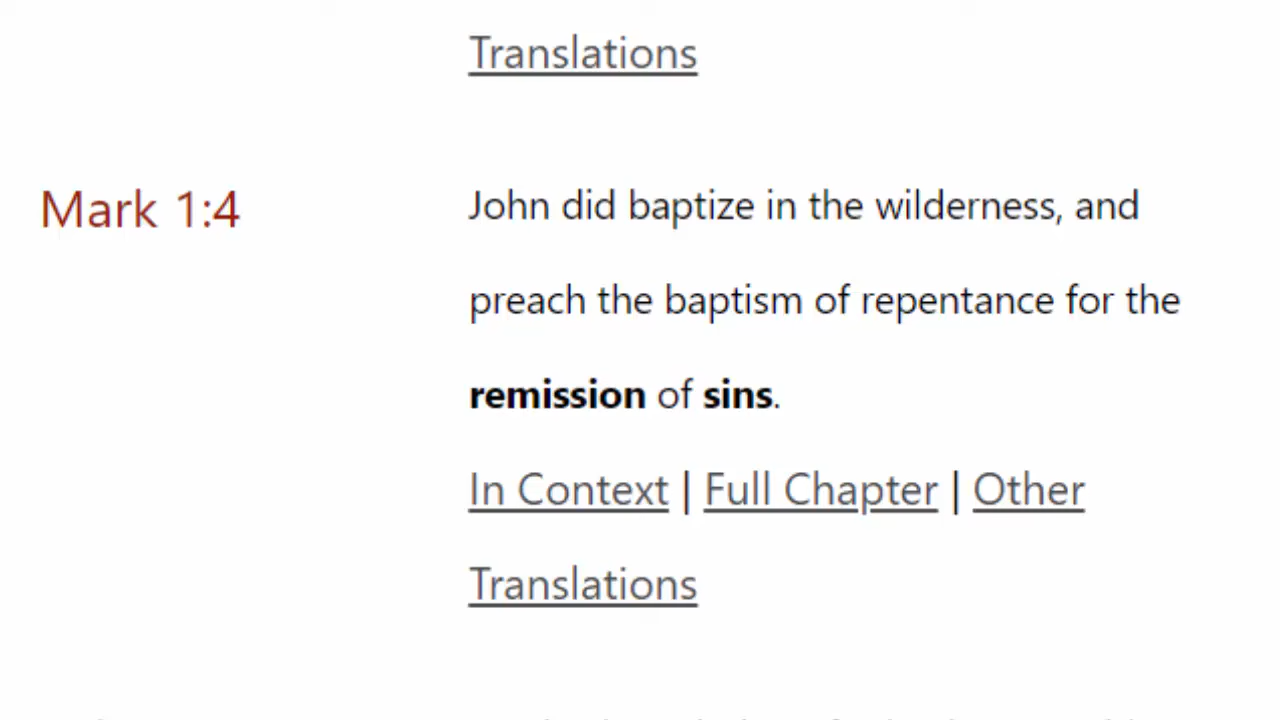 Translations
Mark 1:4
John did baptize in the wilderness, and
preach the baptism of repentance for the
remission of sins.
In Context | Full Chapter | Other
Translations